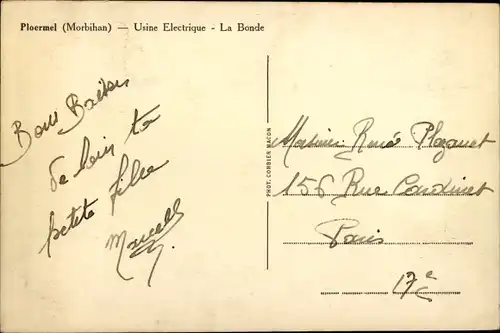 Ploermel (Morbihan) — Usine Electrique - La Bonde
Bons Baisers
de loin ta
petite fille
Marcelle
PHOT. COMBIER MACON
Monsieur René
156 Rue Cardinet
Paris
17e